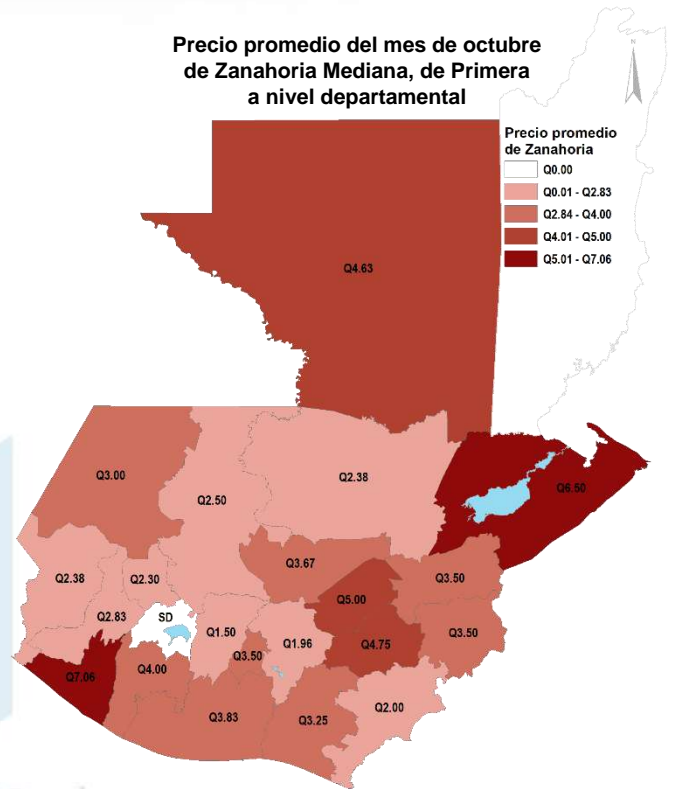 Precio promedio del mes de octubre
de Zanahoria Mediana, de Primera
a nivel departamental
N
Precio promedio
de Zanahoria
Q0.00
Q0.01 - Q2.83
Q2.84 - Q4.00
Q4.01 - Q5.00
Q5.01 - Q7.06
Q4.63
Q3.00
Q2.50
Q2.38
Q6.50
Q2.38
Q2.30
Q3.67
Q3.50
Q2.83
SD
Q5.00
Q1.50
Q1.96
Q3.50
Q4.75
Q3.50
Q7.06
Q4.00
Q3.83
Q3.25
Q2.00